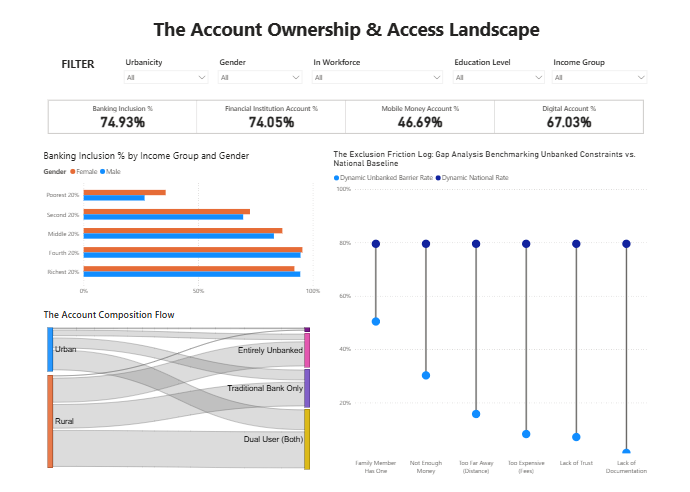 The Account Ownership & Access Landscape
FILTER
Urbanicity
Gender
In Workforce
Education Level
Income Group
All
All
All
All
All
Banking Inclusion %
74.93%
Financial Institution Account %
74.05%
Mobile Money Account %
46.69%
Digital Account %
67.03%
Banking Inclusion % by Income Group and Gender
Gender Female Male
Poorest 20%
Second 20%
Middle 20%
Fourth 20%
Richest 20%
0%
50%
100%
The Account Composition Flow
Urban
Rural
Entirely Unbanked
Traditional Bank Only
Dual User (Both)
The Exclusion Friction Log: Gap Analysis Benchmarking Unbanked Constraints vs.
National Baseline
Dynamic Unbanked Barrier Rate Dynamic National Rate
100%
80%
60%
40%
20%
Family Member
Has One
Not Enough
Money
Too Far Away
(Distance)
Too Expensive
(Fees)
Lack of Trust
Lack of
Documentation